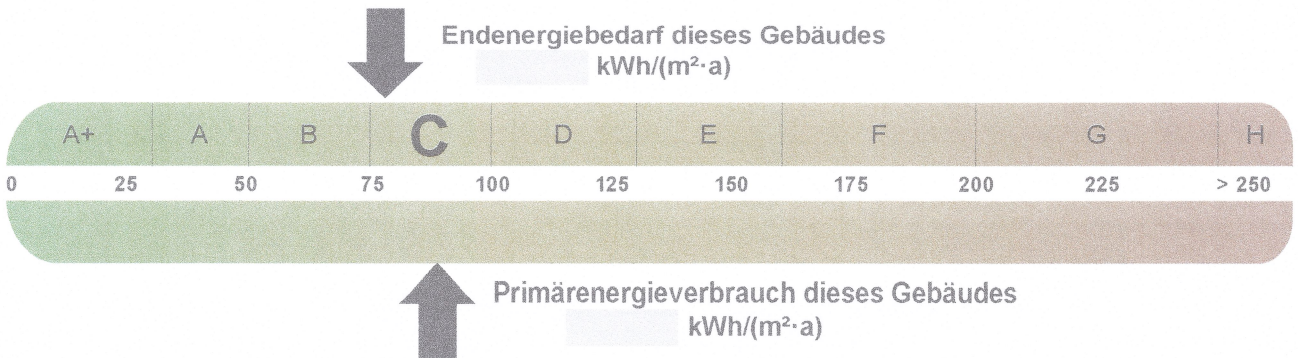 Endenergiebedarf dieses Gebäudes
kWh/(m²·a)
A+ A B C D E F G H
0 25 50 75 100 125 150 175 200 225 > 250
Primärenergieverbrauch dieses Gebäudes
kWh/(m²·a)